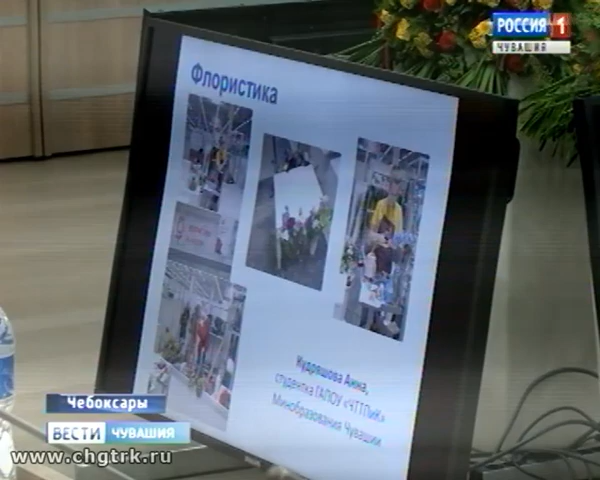 РОССИЯ 1
ЧУВАШИЯ
Флористика
Кудряшова Анна,
студентка ГАПОУ «ЧТТПиК»
Минобразования Чувашии
Чебоксары
ВЕСТИ ЧУВАШИЯ
www.chgtrk.ru